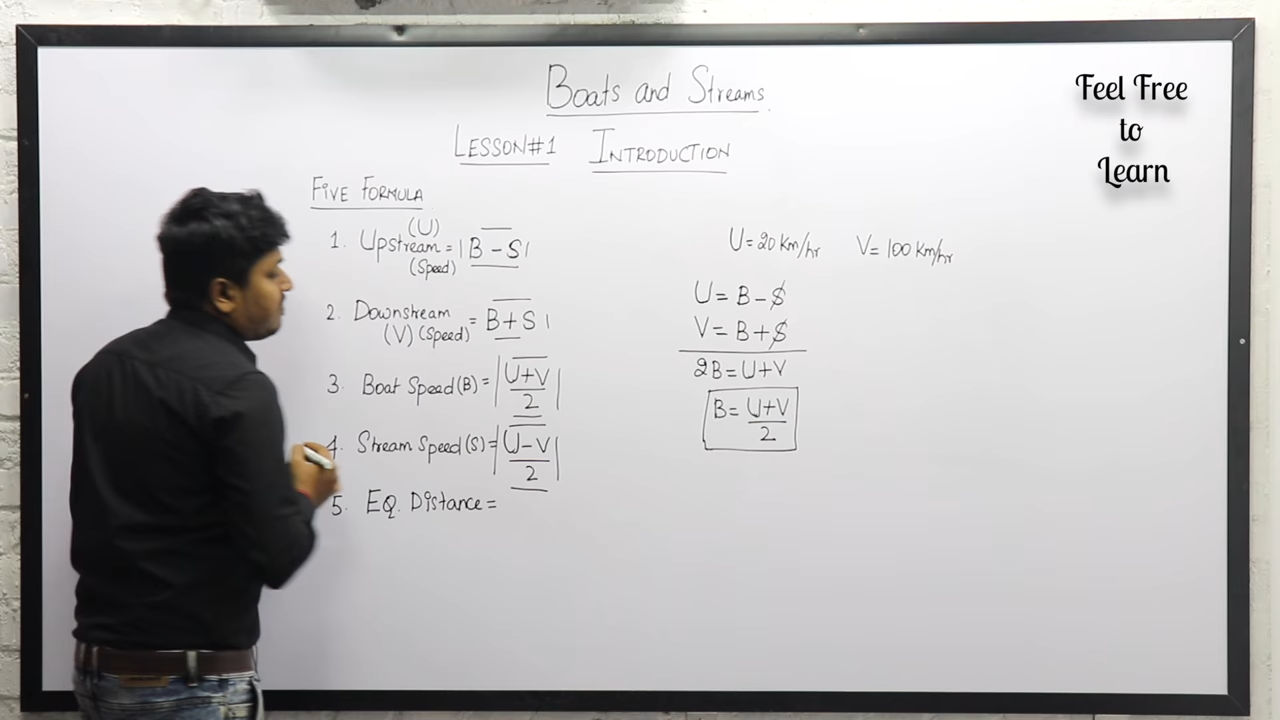 Boats and Streams.
LESSON#1 INTRODUCTION
Feel Free
to
Learn
FIVE FORMULA
1. Upstream (U) (Speed) = |B - S|
2. Downstream (V) (Speed) = B + S |
3. Boat Speed (B) = |U+V/2|
4. Stream Speed (S) = |U-V/2|
5. EQ. Distance =
U = 20 km/hr V = 100 km/hr
U = B - S
V = B + S
2B = U + V
B = U+V/2